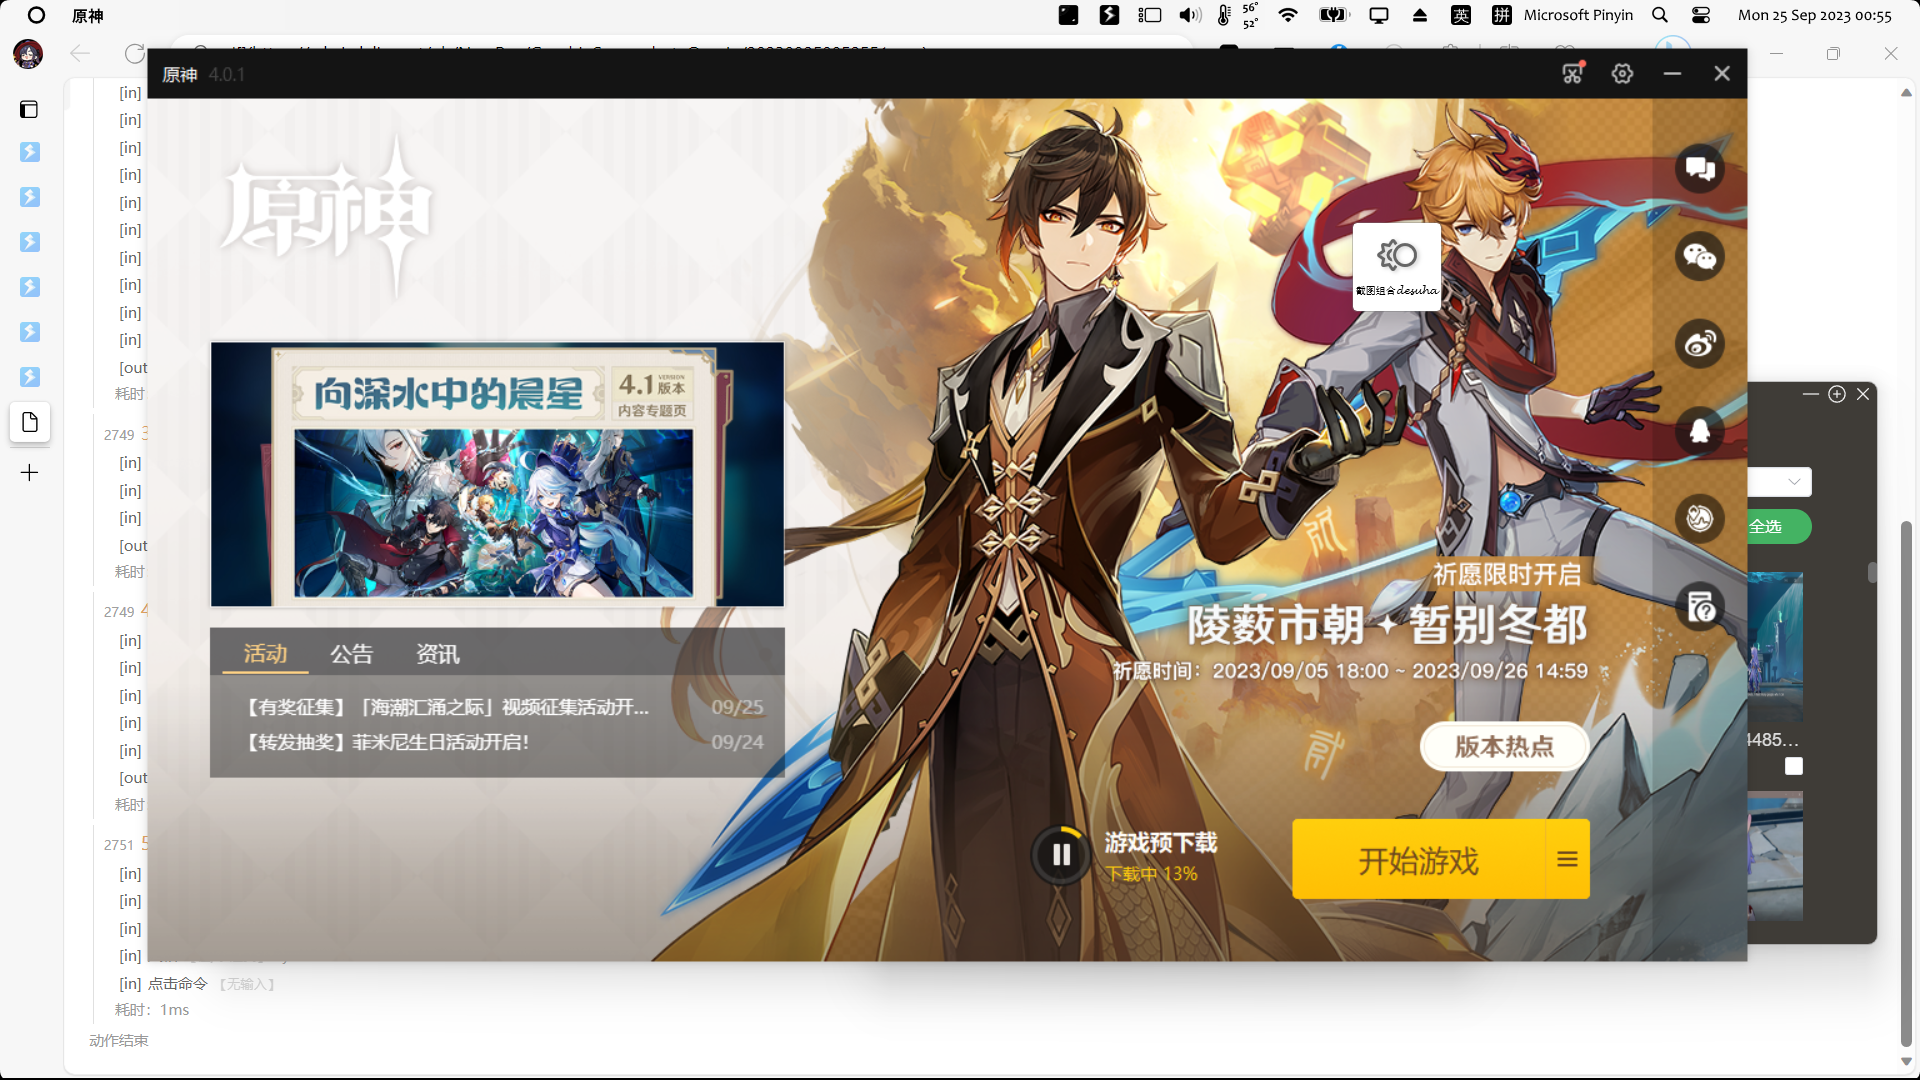 原神
56°
52°
英
拼
Microsoft Pinyin
Mon 25 Sep 2023 00:55
原神 4.0.1
[in]
[in]
[in]
[in]
[in]
[in]
[in]
[in]
[in]
[in]
[out
耗时
2749
[in]
[in]
[in]
[out
耗时
2749 4
[in]
[in]
[in]
[in]
[in]
[out
耗时
2751 5
[in]
[in]
[in]
[in]
[in] 点击命令 【无输入】
耗时：1ms
动作结束
原神
向深水中的晨星
4.1 VERSION 版本
内容专题页
活动 公告 资讯
【有奖征集】「海潮汇涌之际」视频征集活动开... 09/25
【转发抽奖】菲米尼生日活动开启！ 09/24
截图组合desuha
祈愿限时开启
陵薮市朝 暂别冬都
祈愿时间：2023/09/05 18:00 ~ 2023/09/26 14:59
版本热点
游戏预下载
下载中 13%
开始游戏
全选
4485...